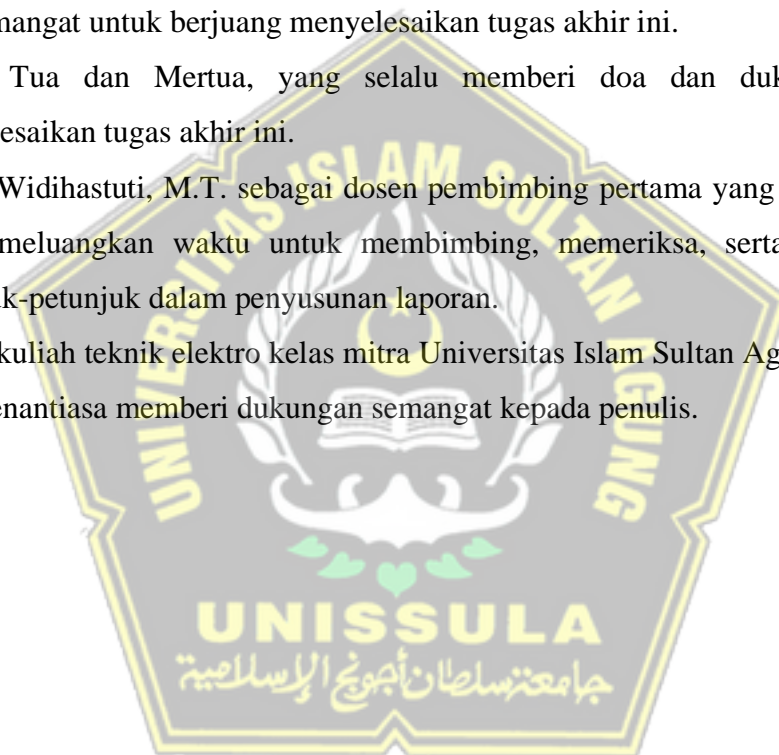 mangat untuk berjuang menyelesaikan tugas akhir ini.
Tua dan Mertua, yang selalu memberi doa dan duk
esaikan tugas akhir ini.
Widihastuti, M.T. sebagai dosen pembimbing pertama yang
meluangkan waktu untuk membimbing, memeriksa, serta
k-petunjuk dalam penyusunan laporan.
kuliah teknik elektro kelas mitra Universitas Islam Sultan Ag
enantiasa memberi dukungan semangat kepada penulis.
UNIVERSITAS ISLAM SULTAN AGUNG
UNISSULA
جامعة سلطان أجونج الإسلامية